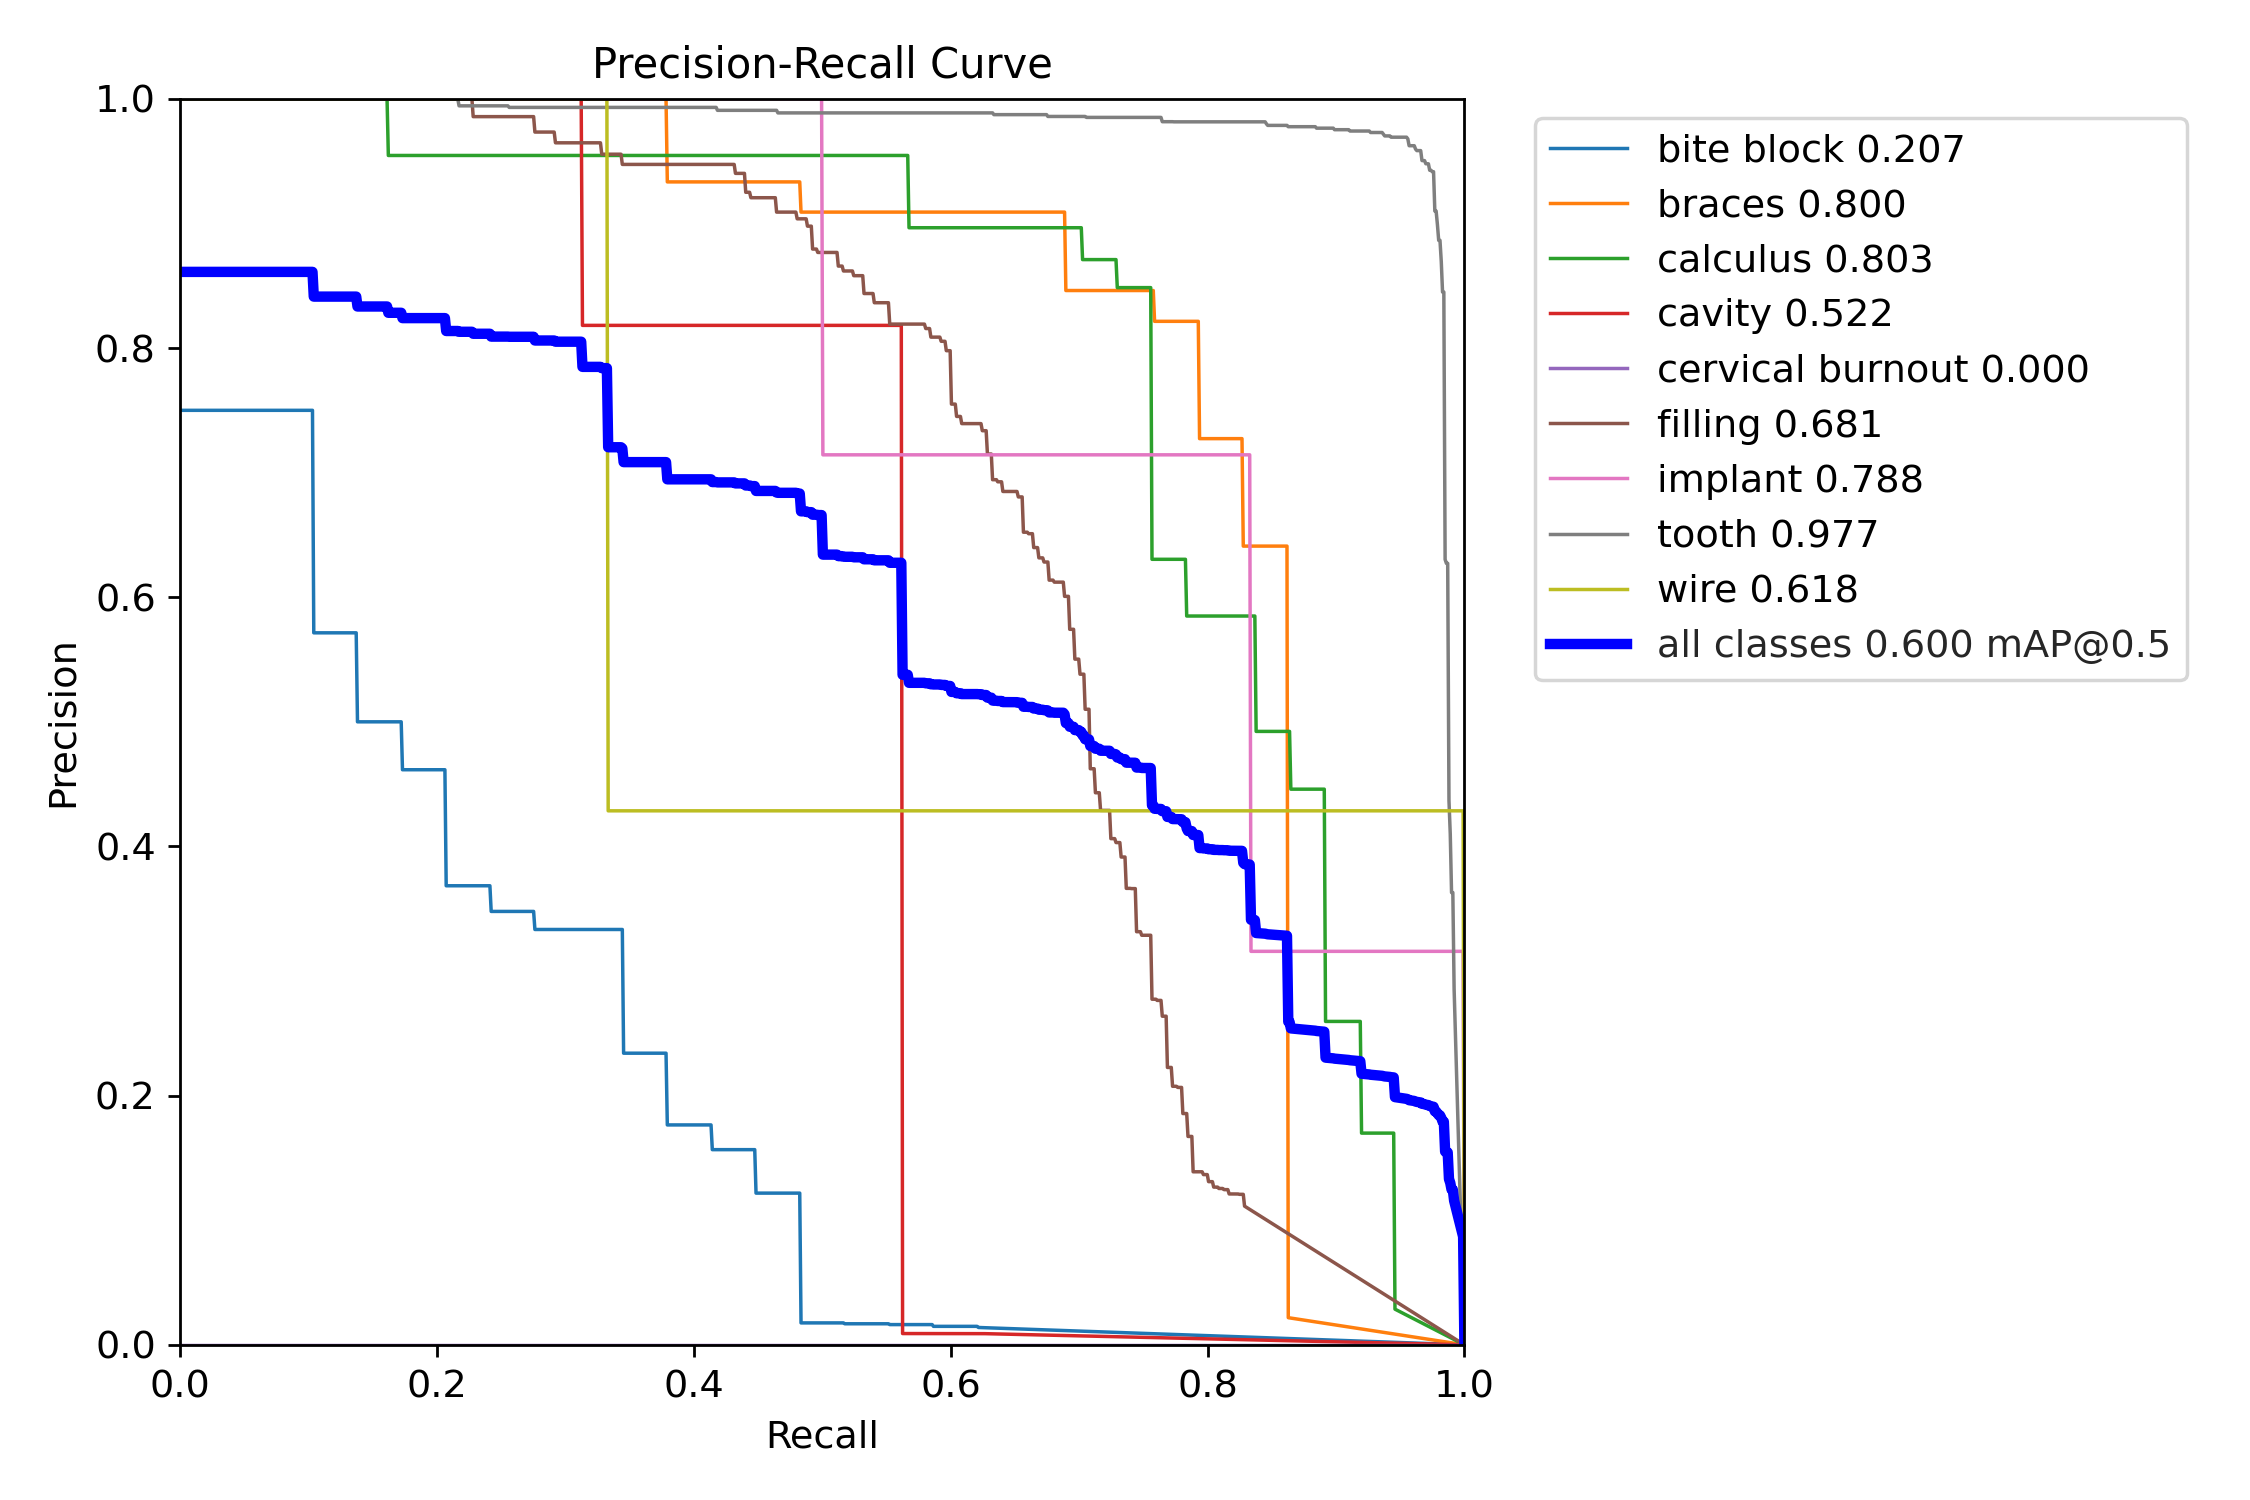 Precision-Recall Curve
1.0
0.8
0.6
0.4
0.2
0.0
Precision
0.0 0.2 0.4 0.6 0.8 1.0
Recall
bite block 0.207
braces 0.800
calculus 0.803
cavity 0.522
cervical burnout 0.000
filling 0.681
implant 0.788
tooth 0.977
wire 0.618
all classes 0.600 mAP@0.5